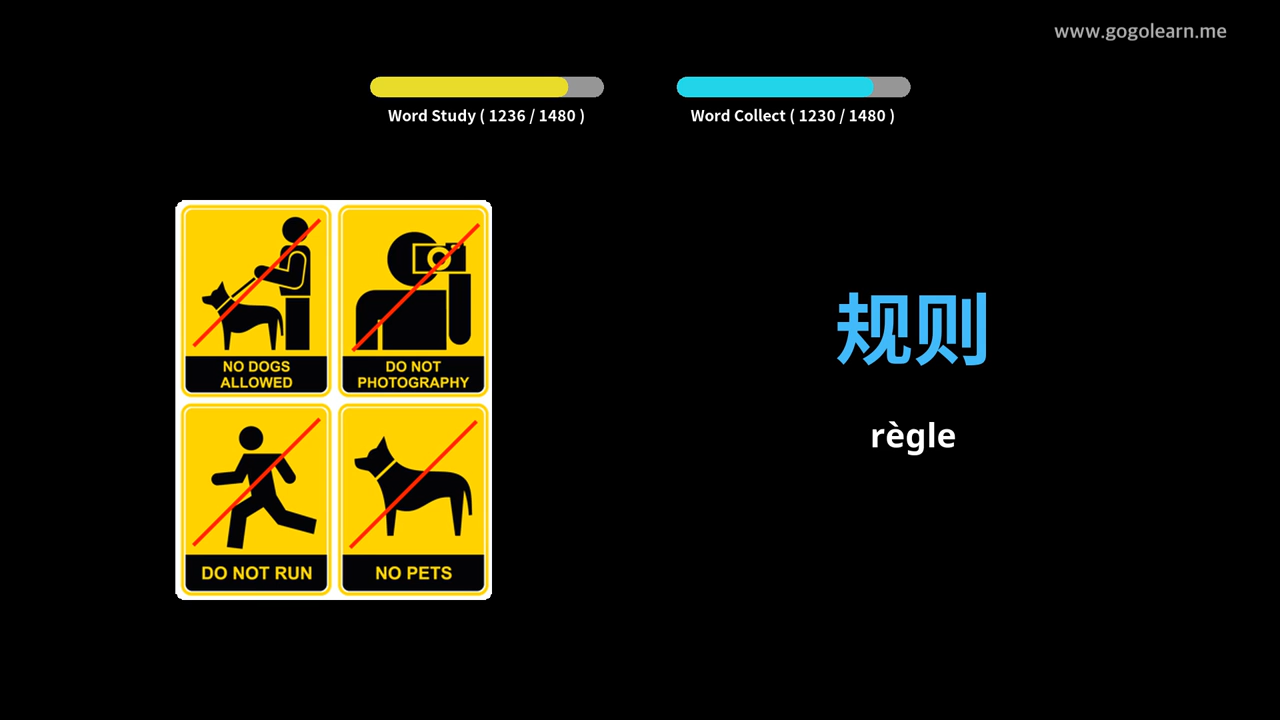 www.gogolearn.me
Word Study ( 1236 / 1480 )
Word Collect ( 1230 / 1480 )
NO DOGS
ALLOWED
DO NOT
PHOTOGRAPHY
DO NOT RUN
NO PETS
规则
règle